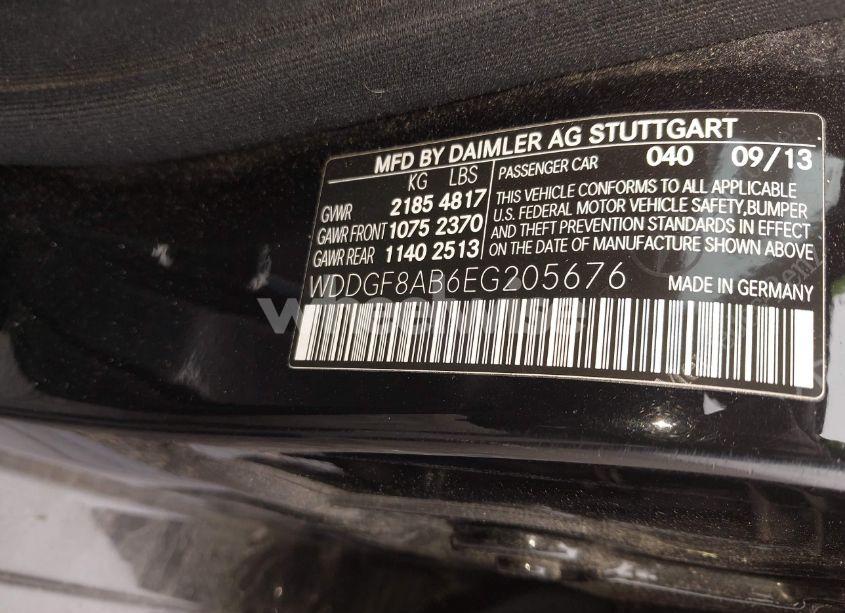 MFD BY DAIMLER AG STUTTGART
KG LBS
GVWR 2185 4817
GAWR FRONT 1075 2370
GAWR REAR 1140 2513
PASSENGER CAR 040 09/13
THIS VEHICLE CONFORMS TO ALL APPLICABLE
U.S. FEDERAL MOTOR VEHICLE SAFETY,BUMPER
AND THEFT PREVENTION STANDARDS IN EFFECT
ON THE DATE OF MANUFACTURE SHOWN ABOVE
WDDGF8AB6EG205676
MADE IN GERMANY
wheelwise